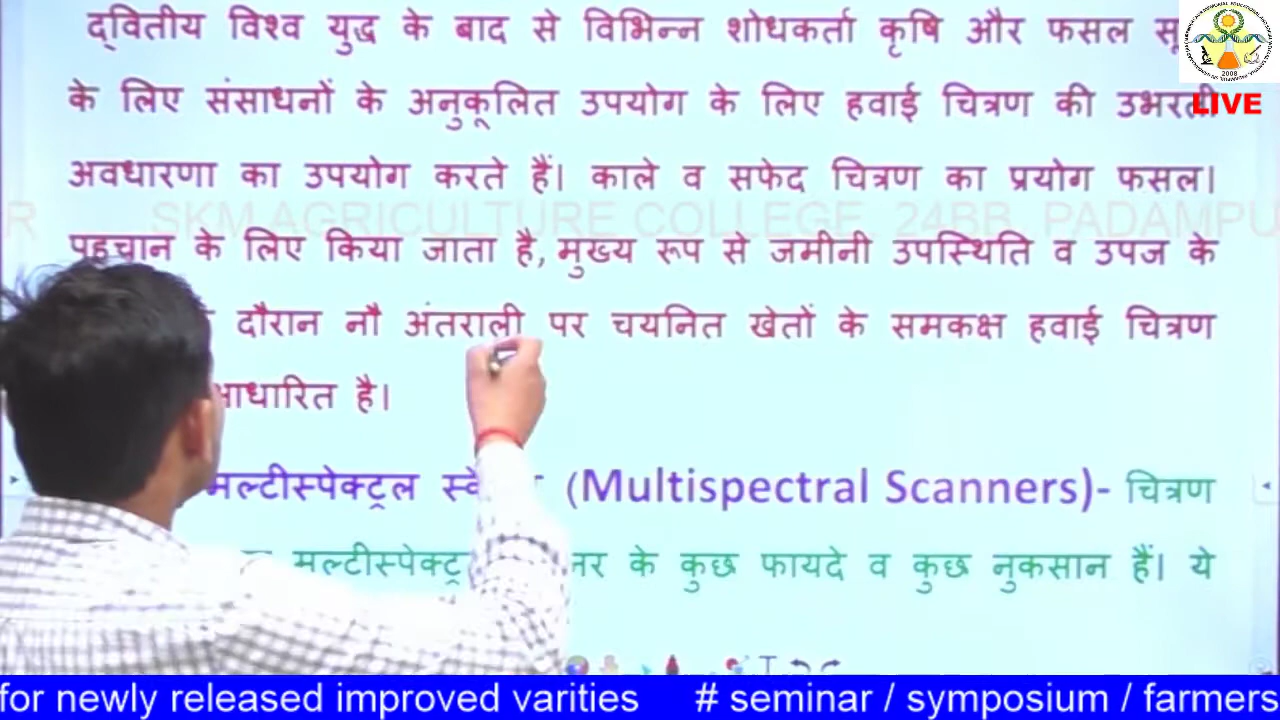 द्वितीय विश्व युद्ध के बाद से विभिन्न शोधकर्ता कृषि और फसल
2008
LIVE
के लिए संसाधनों के अनुकूलित उपयोग के लिए हवाई चित्रण की उभरती
अवधारणा का उपयोग करते हैं। काले व सफेद चित्रण का प्रयोग फसल।
SKM AGRICULTURE COLLEGE, 24BB, PADAMPU
पहचान के लिए किया जाता है, मुख्य रूप से जमीनी उपस्थिति व उपज के
दौरान नौ अंतराली पर चयनित खेतों के समकक्ष हवाई चित्रण
आधारित है।
मल्टीस्पेक्ट्रल (Multispectral Scanners)- चित्रण
के कुछ फायदे व कुछ नुकसान हैं। ये
for newly released improved varities # seminar / symposium / farmers